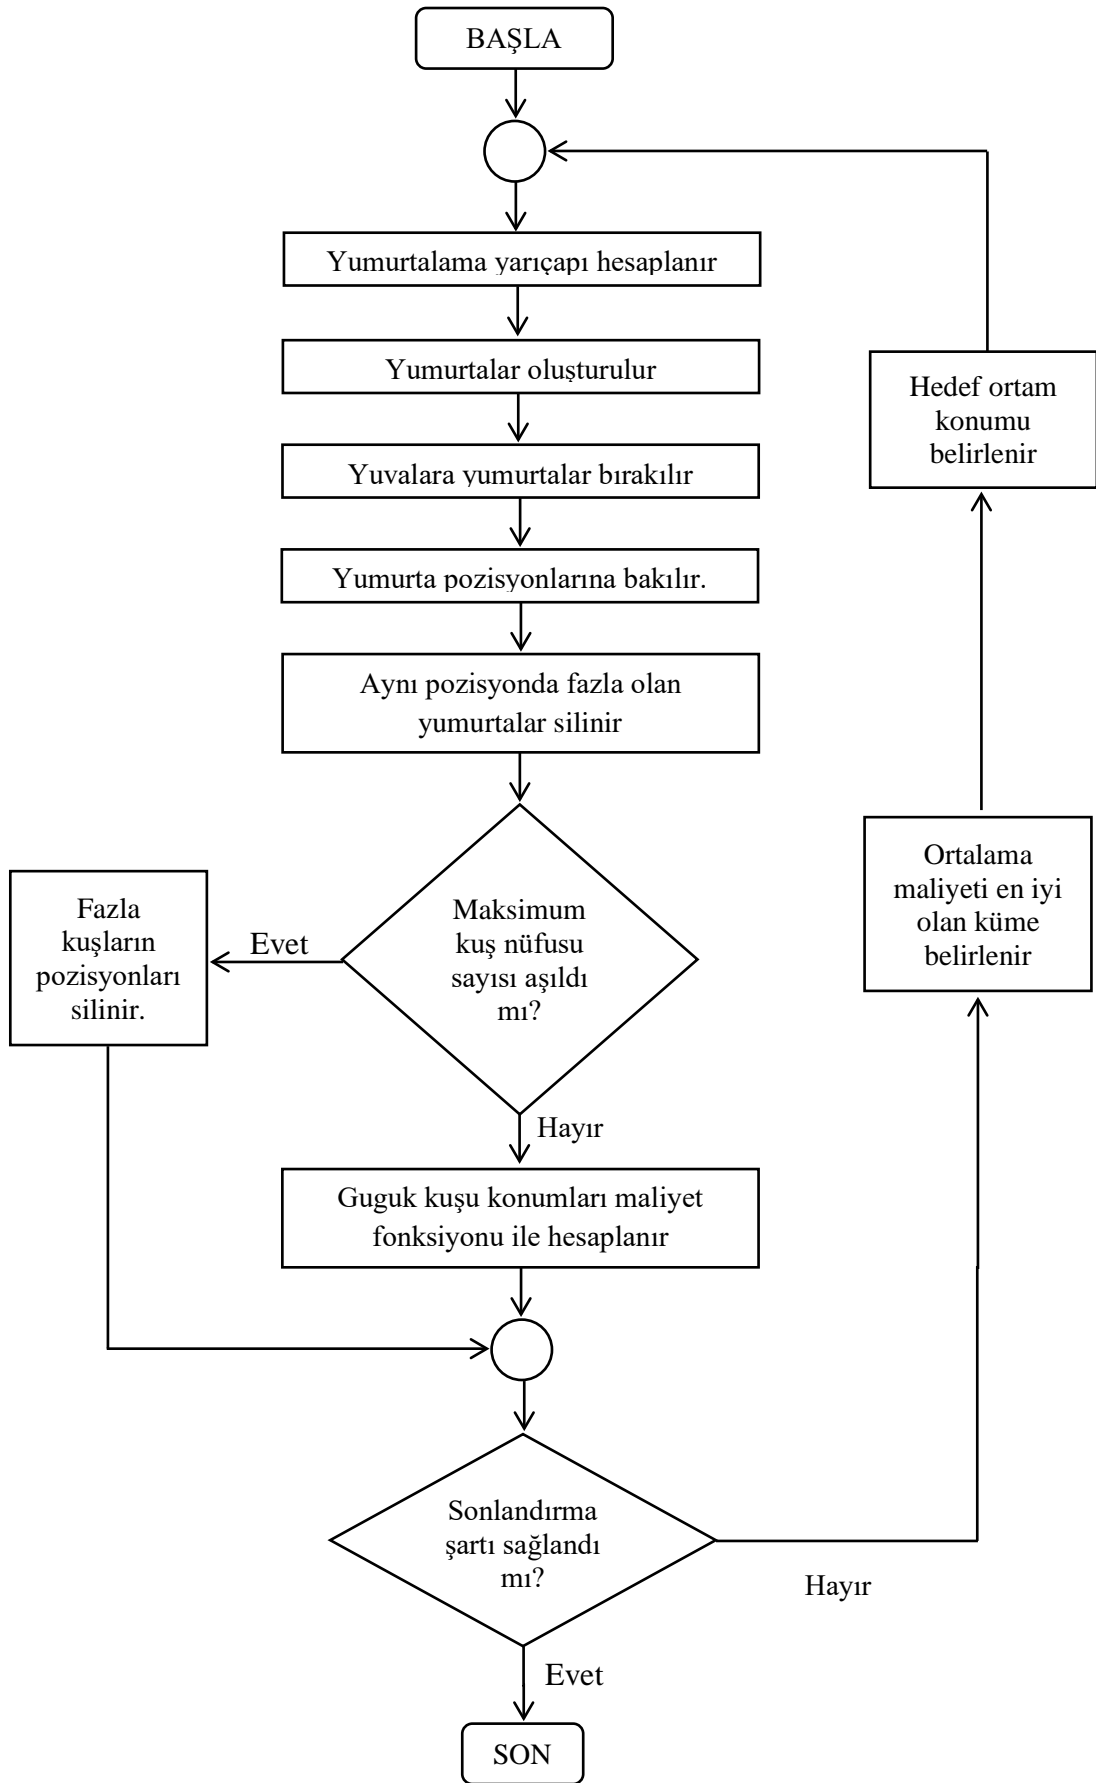 BAŞLA
Yumurtalama yarıçapı hesaplanır
Yumurtalar oluşturulur
Yuvalara yumurtalar bırakılır
Yumurta pozisyonlarına bakılır.
Aynı pozisyonda fazla olan
yumurtalar silinir
Maksimum
kuş nüfusu
sayısı aşıldı
mı?
Evet
Fazla
kuşların
pozisyonları
silinir.
Hayır
Guguk kuşu konumları maliyet
fonksiyonu ile hesaplanır
Sonlandırma
şartı sağlandı
mı?
Hayır
Ortalama
maliyeti en iyi
olan küme
belirlenir
Hedef ortam
konumu
belirlenir
Evet
SON